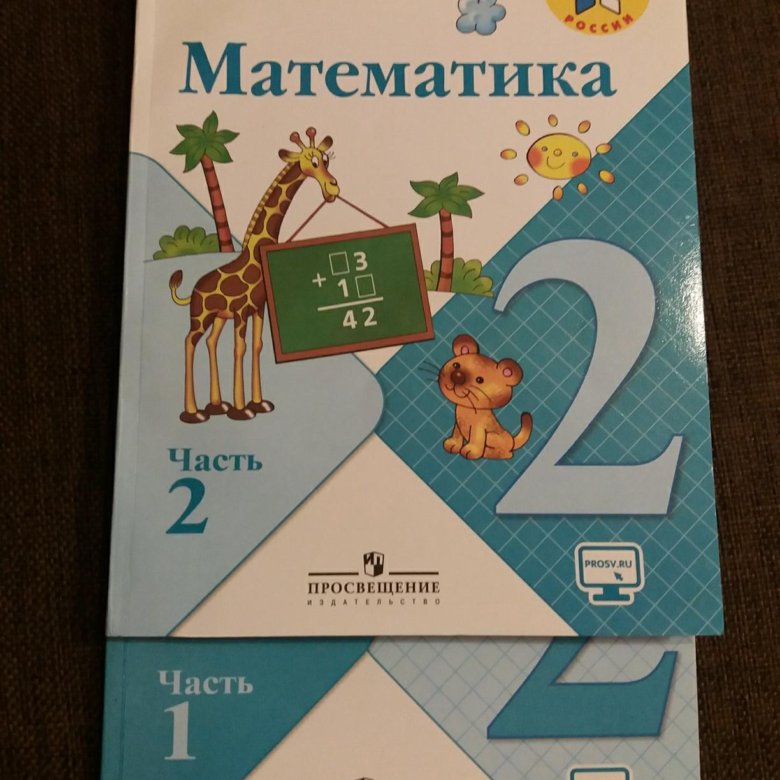 РОССИИ
Математика
□3
+ 1□
42
2
Часть
2
PROSV.RU
ПРОСВЕЩЕНИЕ
ИЗДАТЕЛЬСТВО
2
Часть
1